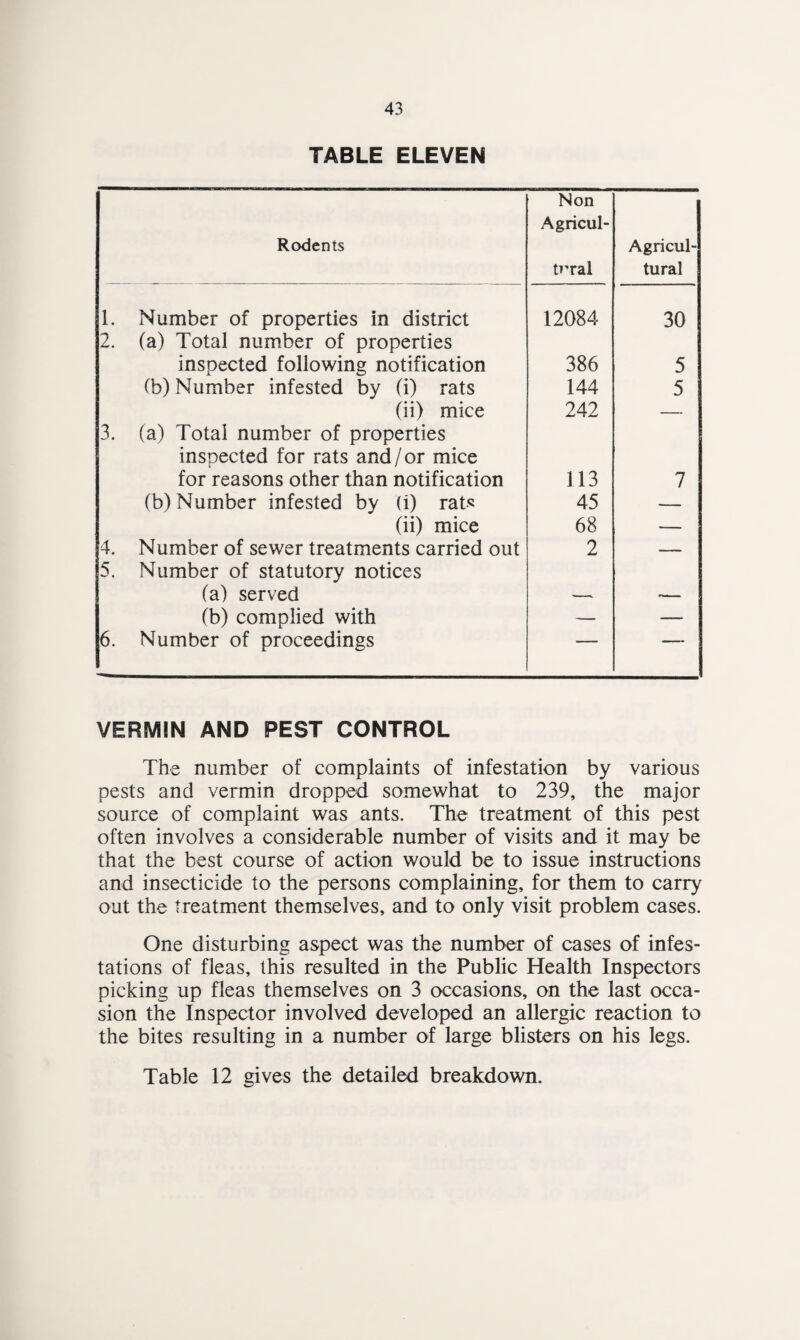 43
TABLE ELEVEN
Rodents Non Agricul- tural Agricul- tural
1. Number of properties in district 12084 30
2. (a) Total number of properties
inspected following notification 386 5
(b) Number infested by (i) rats 144 5
(ii) mice 242 —
3. (a) Total number of properties
inspected for rats and/or mice
for reasons other than notification 113 7
(b) Number infested by (i) rats 45 —
(ii) mice 68 —
4. Number of sewer treatments carried out 2 —
5. Number of statutory notices
(a) served — —
(b) complied with — —
6. Number of proceedings — —
VERMIN AND PEST CONTROL
The number of complaints of infestation by various
pests and vermin dropped somewhat to 239, the major
source of complaint was ants. The treatment of this pest
often involves a considerable number of visits and it may be
that the best course of action would be to issue instructions
and insecticide to the persons complaining, for them to carry
out the treatment themselves, and to only visit problem cases.
One disturbing aspect was the number of cases of infes-
tations of fleas, this resulted in the Public Health Inspectors
picking up fleas themselves on 3 occasions, on the last occa-
sion the Inspector involved developed an allergic reaction to
the bites resulting in a number of large blisters on his legs.
Table 12 gives the detailed breakdown.